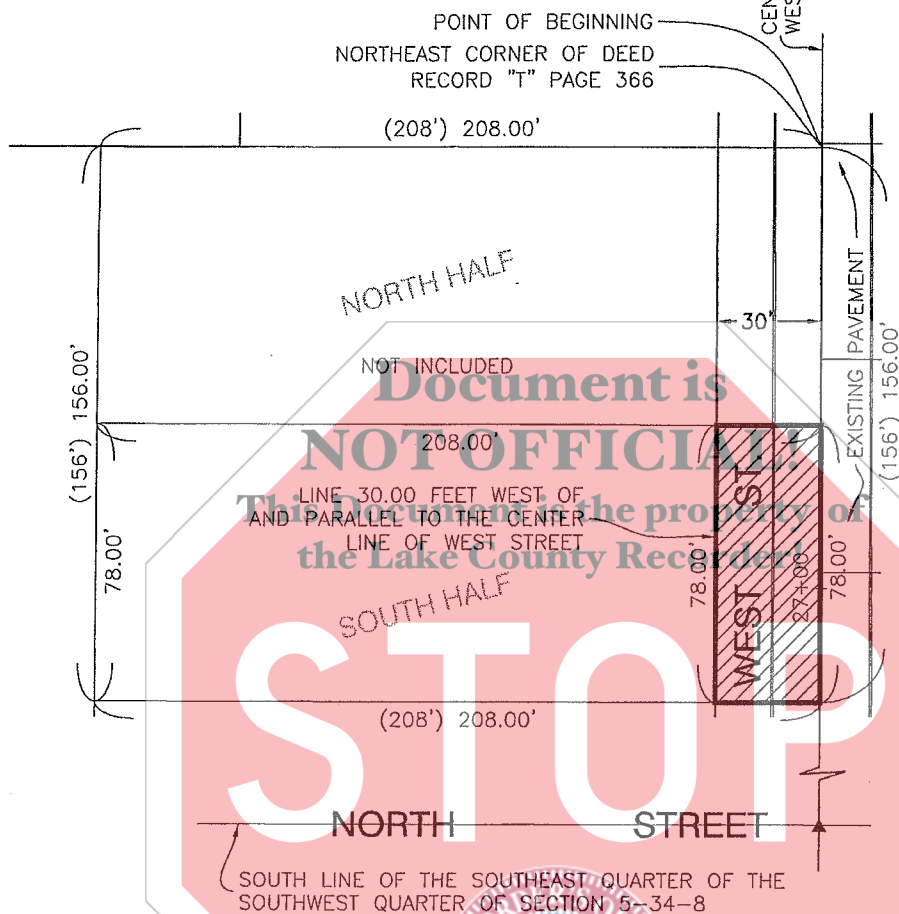 CEN
WES
POINT OF BEGINNING
NORTHEAST CORNER OF DEED
RECORD "T" PAGE 366
(208') 208.00'
NORTH HALF
30'
NOT INCLUDED
EXISTING PAVEMENT
(156') 156.00'
(156') 156.00'
Document is
NOT OFFICIAL!
This Document is the property of
the Lake County Recorder!
208.00'
LINE 30.00 FEET WEST OF
AND PARALLEL TO THE CENTER
LINE OF WEST STREET
78.00'
78.00'
WEST ST.
27+00
78.00'
SOUTH HALF
STOP
(208') 208.00'
NORTH STREET
SOUTH LINE OF THE SOUTHEAST QUARTER OF THE
SOUTHWEST QUARTER OF SECTION 5-34-8